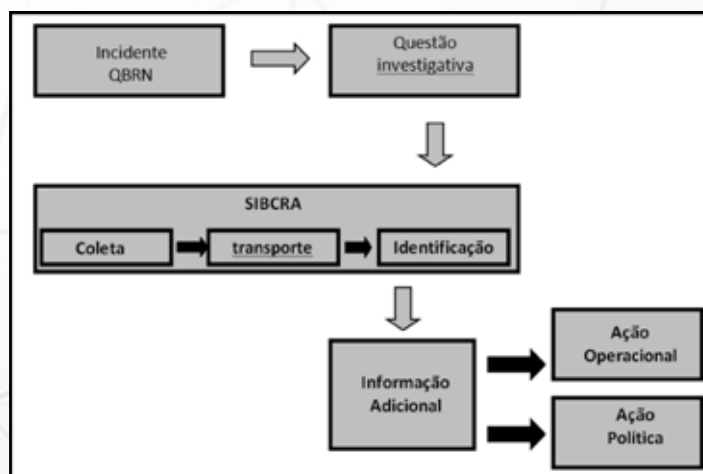 Incidente
QBRN
Questão
investigativa
SIBCRA
Coleta
transporte
Identificação
Informação
Adicional
Ação
Operacional
Ação
Política